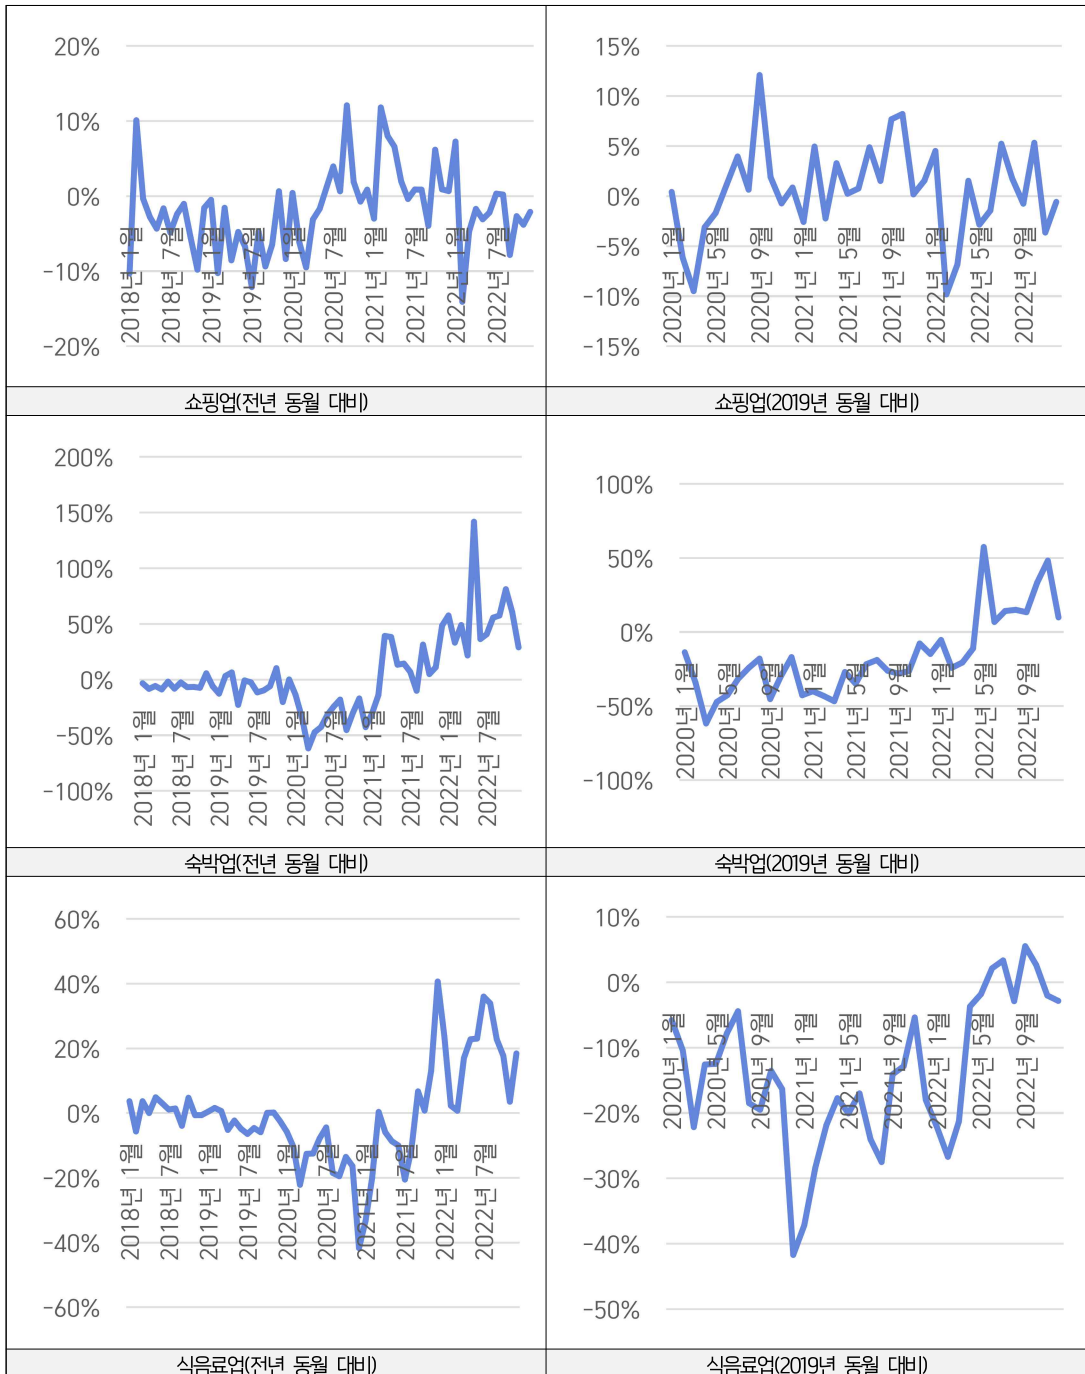 20%
10%
0%
-10%
-20%
2018년 1월
2018년 7월
2019년 1월
2019년 7월
2020년 1월
2020년 7월
2021년 1월
2021년 7월
2022년 1월
2022년 7월
15%
10%
5%
0%
-5%
-10%
-15%
2020년 1월
2020년 5월
2020년 9월
2021년 1월
2021년 5월
2021년 9월
2022년 1월
2022년 5월
2022년 9월
쇼핑업(전년 동월 대비)
쇼핑업(2019년 동월 대비)
200%
150%
100%
50%
0%
-50%
-100%
2018년 1월
2018년 7월
2019년 1월
2019년 7월
2020년 1월
2020년 7월
2021년 1월
2021년 7월
2022년 1월
2022년 7월
100%
50%
0%
-50%
-100%
2020년 1월
2020년 5월
2020년 9월
2021년 1월
2021년 5월
2021년 9월
2022년 1월
2022년 5월
2022년 9월
숙박업(전년 동월 대비)
숙박업(2019년 동월 대비)
60%
40%
20%
0%
-20%
-40%
-60%
2018년 1월
2018년 7월
2019년 1월
2019년 7월
2020년 1월
2020년 7월
2021년 1월
2021년 7월
2022년 1월
2022년 7월
10%
0%
-10%
-20%
-30%
-40%
-50%
2020년 1월
2020년 5월
2020년 9월
2021년 1월
2021년 5월
2021년 9월
2022년 1월
2022년 5월
2022년 9월
식음료업(전년 동월 대비)
식음료업(2019년 동월 대비)